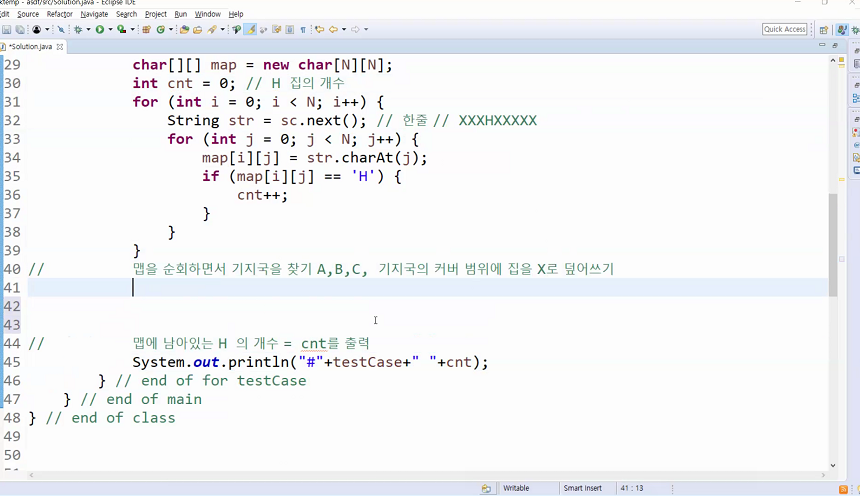 ktemp - asdf/src/Solution.java - Eclipse IDE
Edit Source Refactor Navigate Search Project Run Window Help
Quick Access
*Solution.java
29 char[][] map = new char[N][N];
30 int cnt = 0; // H 집의 개수
31 for (int i = 0; i < N; i++) {
32 String str = sc.next(); // 한줄 // XXXHXXXXX
33 for (int j = 0; j < N; j++) {
34 map[i][j] = str.charAt(j);
35 if (map[i][j] == 'H') {
36 cnt++;
37 }
38 }
39 }
40 // 맵을 순회하면서 기지국을 찾기 A,B,C, 기지국의 커버 범위에 집을 X로 덮어쓰기
41
42
43
44 // 맵에 남아있는 H 의 개수 = cnt를 출력
45 System.out.println("#"+testCase+" "+cnt);
46 } // end of for testCase
47 } // end of main
48 } // end of class
49
50
Writable Smart Insert 41 : 13